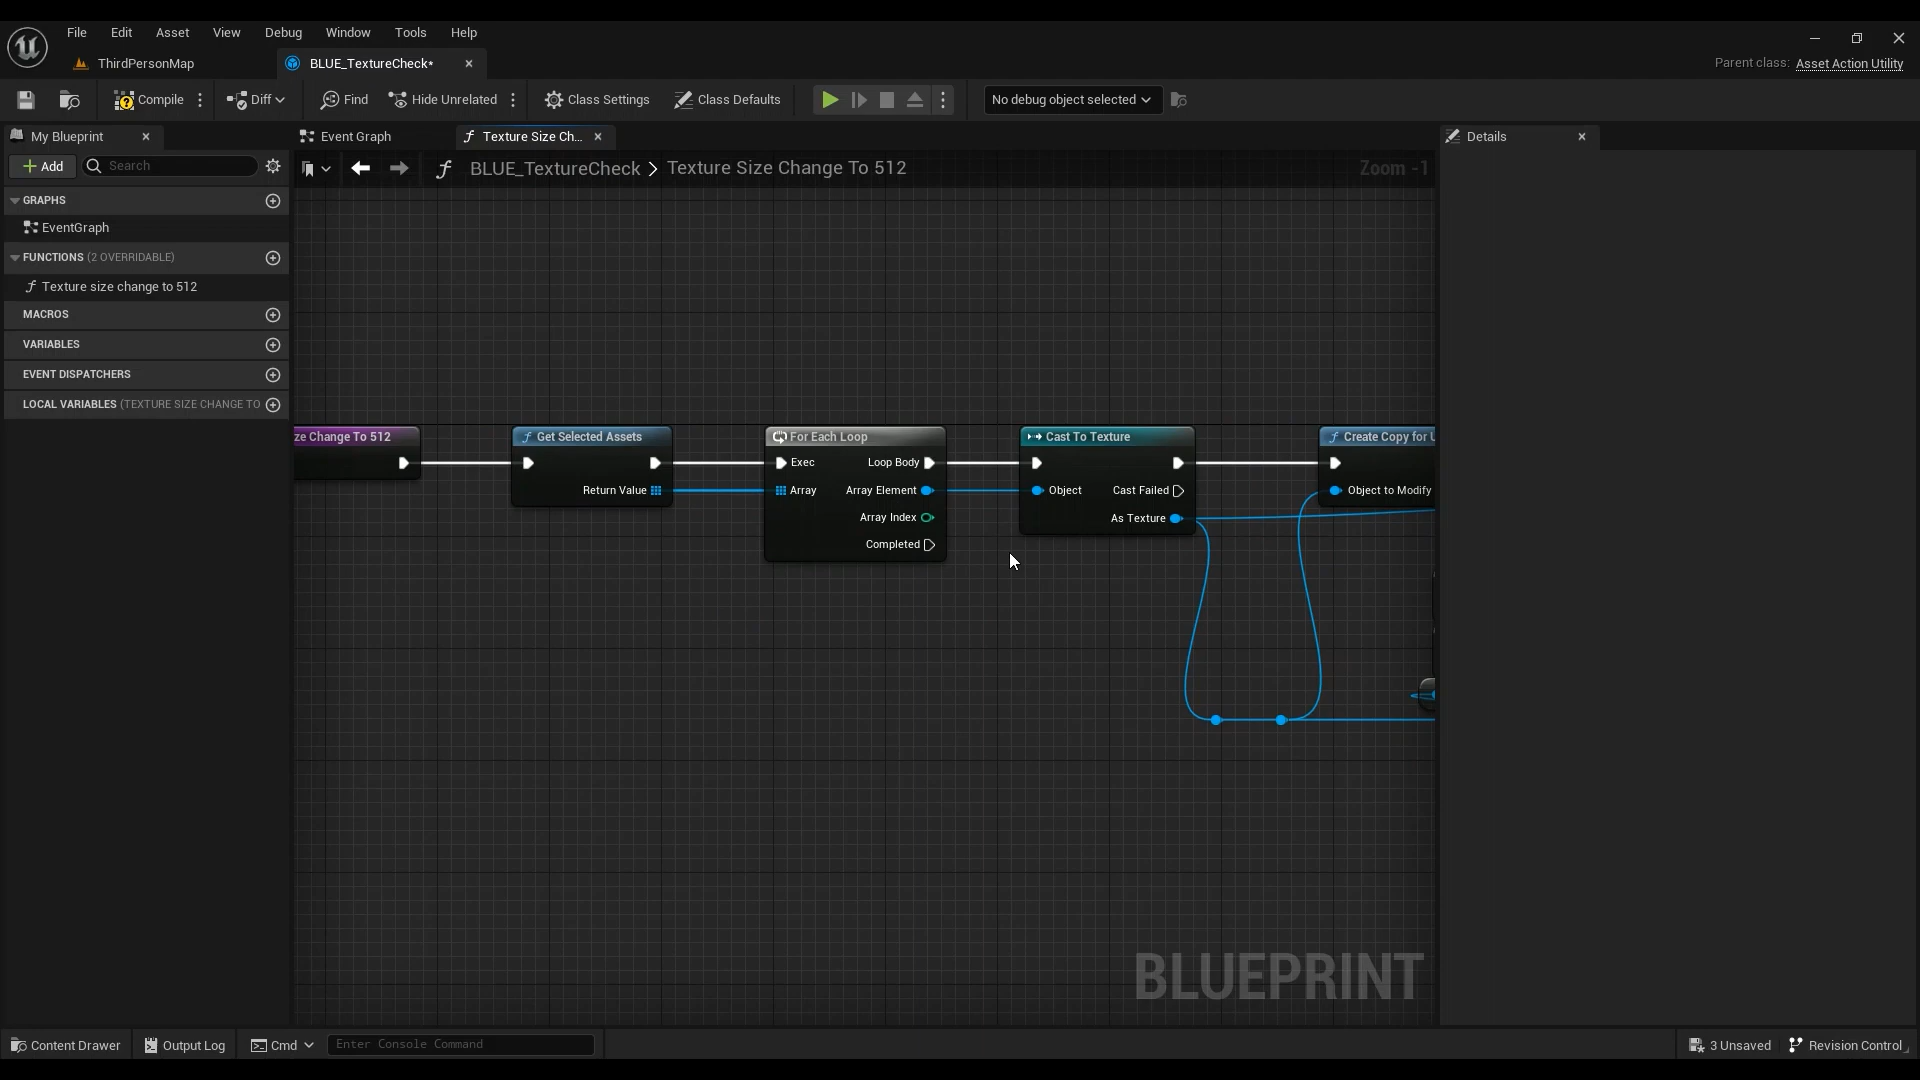 File Edit Asset View Debug Window Tools Help
ThirdPersonMap
BLUE_TextureCheck*
Parent class: Asset Action Utility
Compile
Diff
Find
Hide Unrelated
Class Settings
Class Defaults
No debug object selected
My Blueprint
Event Graph
Texture Size Ch...
Details
Add
Search
BLUE_TextureCheck > Texture Size Change To 512
Zoom -1
GRAPHS
EventGraph
FUNCTIONS (2 OVERRIDABLE)
Texture size change to 512
MACROS
VARIABLES
EVENT DISPATCHERS
LOCAL VARIABLES (TEXTURE SIZE CHANGE TO
ze Change To 512
Get Selected Assets
Return Value
For Each Loop
Exec
Loop Body
Array
Array Element
Array Index
Completed
Cast To Texture
Object
Cast Failed
As Texture
Create Copy for U
Object to Modify
BLUEPRINT
Content Drawer
Output Log
Cmd
Enter Console Command
3 Unsaved
Revision Control